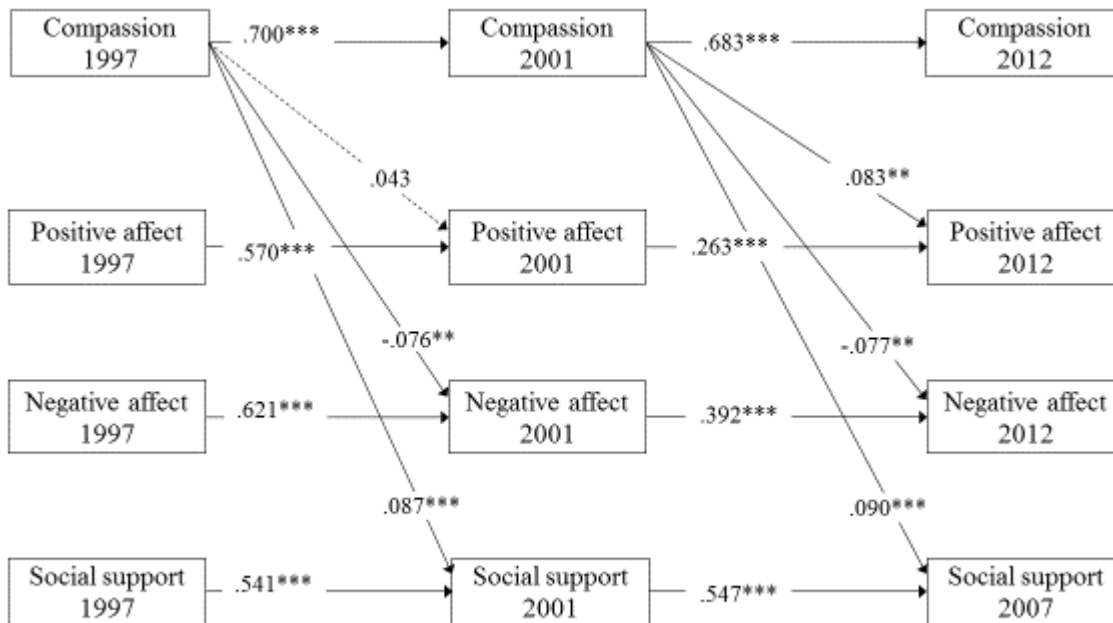 Compassion
1997
.700***
Compassion
2001
.683***
Compassion
2012
.043
.083**
Positive affect
1997
.570***
Positive affect
2001
.263***
Positive affect
2012
-.076**
-.077**
Negative affect
1997
.621***
Negative affect
2001
.392***
Negative affect
2012
.087***
.090***
Social support
1997
.541***
Social support
2001
.547***
Social support
2007